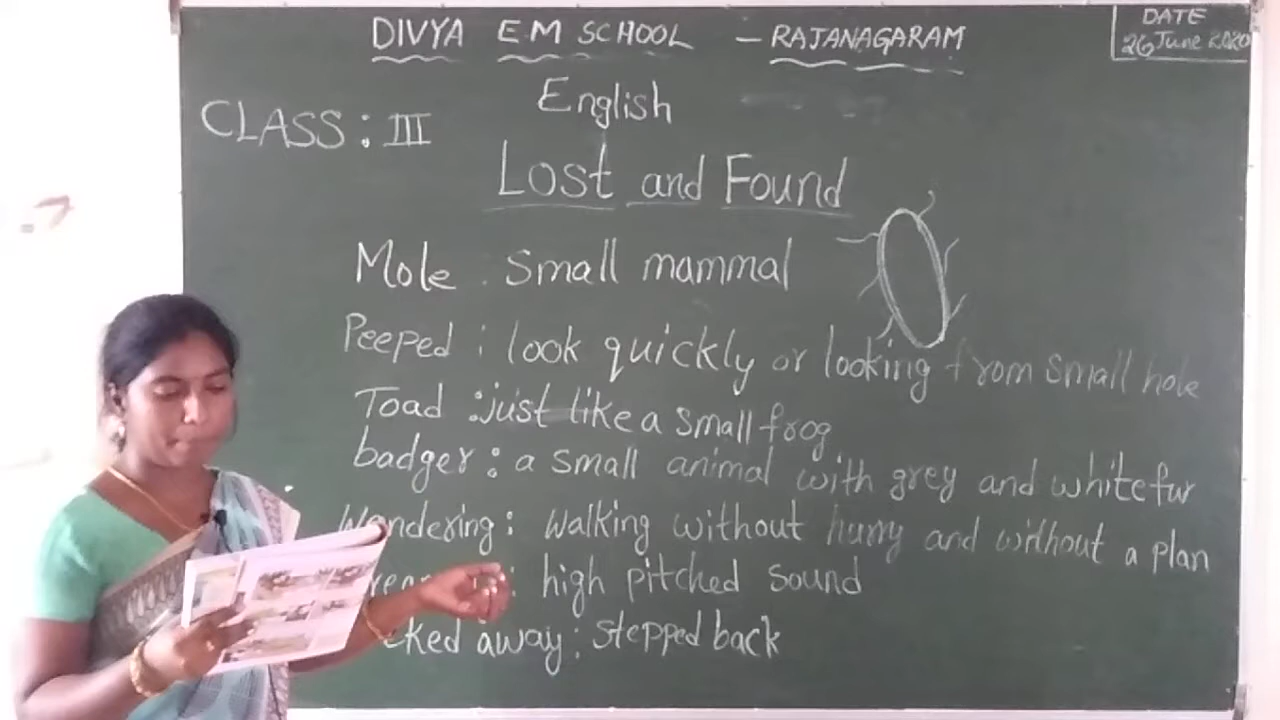 DIVYA EM SCHOOL - RAJANAGARAM
DATE
26 June 2020
English
CLASS : III
Lost and Found
Mole . Small mammal
Peeped : look quickly or looking from small hole
Toad : just like a small frog
badger : a small animal with grey and white fur
Wondering : walking without hurry and without a plan
: high pitched sound
away : stepped back